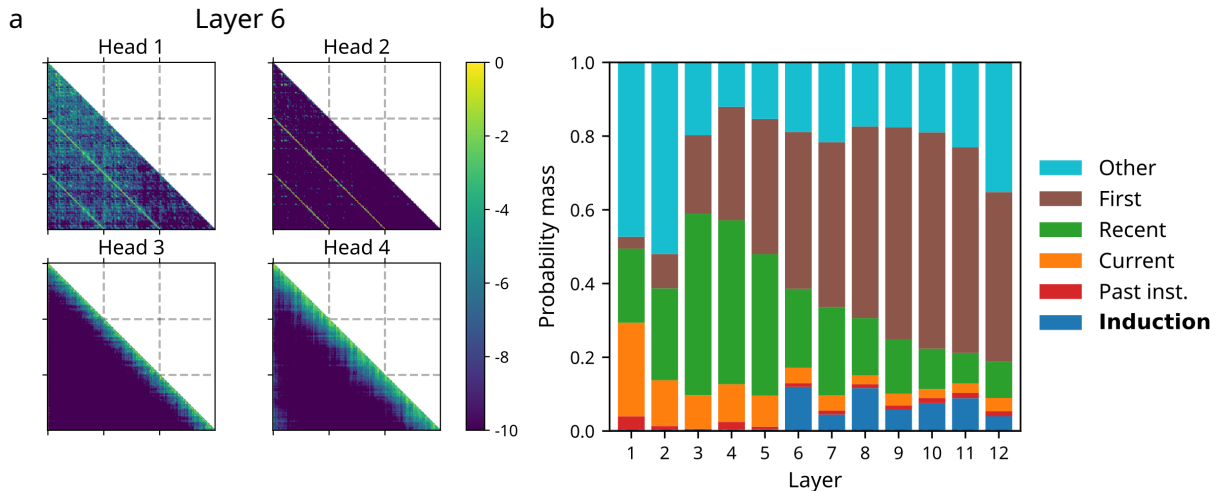 a
Layer 6
Head 1
Head 2
Head 3
Head 4
0
-2
-4
-6
-8
-10
b
Probability mass
1.0
0.8
0.6
0.4
0.2
0.0
1 2 3 4 5 6 7 8 9 10 11 12
Layer
Other
First
Recent
Current
Past inst.
Induction